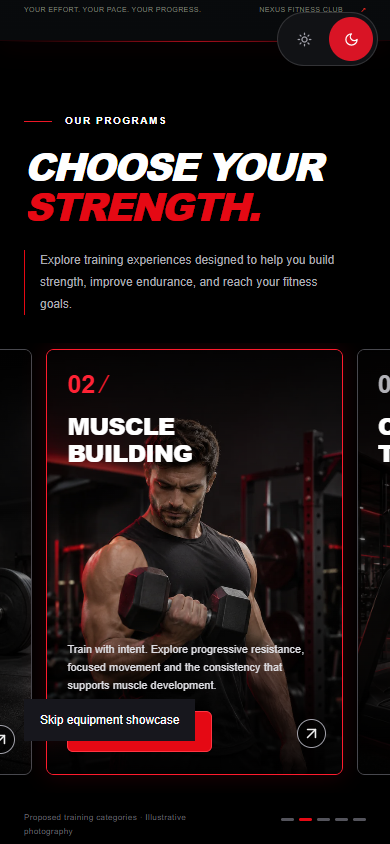 YOUR EFFORT. YOUR PACE. YOUR PROGRESS.
NEXUS FITNESS CLUB ↗
OUR PROGRAMS
CHOOSE YOUR
STRENGTH.
Explore training experiences designed to help you build
strength, improve endurance, and reach your fitness
goals.
02 /
MUSCLE
BUILDING
Train with intent. Explore progressive resistance,
focused movement and the consistency that
supports muscle development.
Skip equipment showcase
Proposed training categories · Illustrative
photography